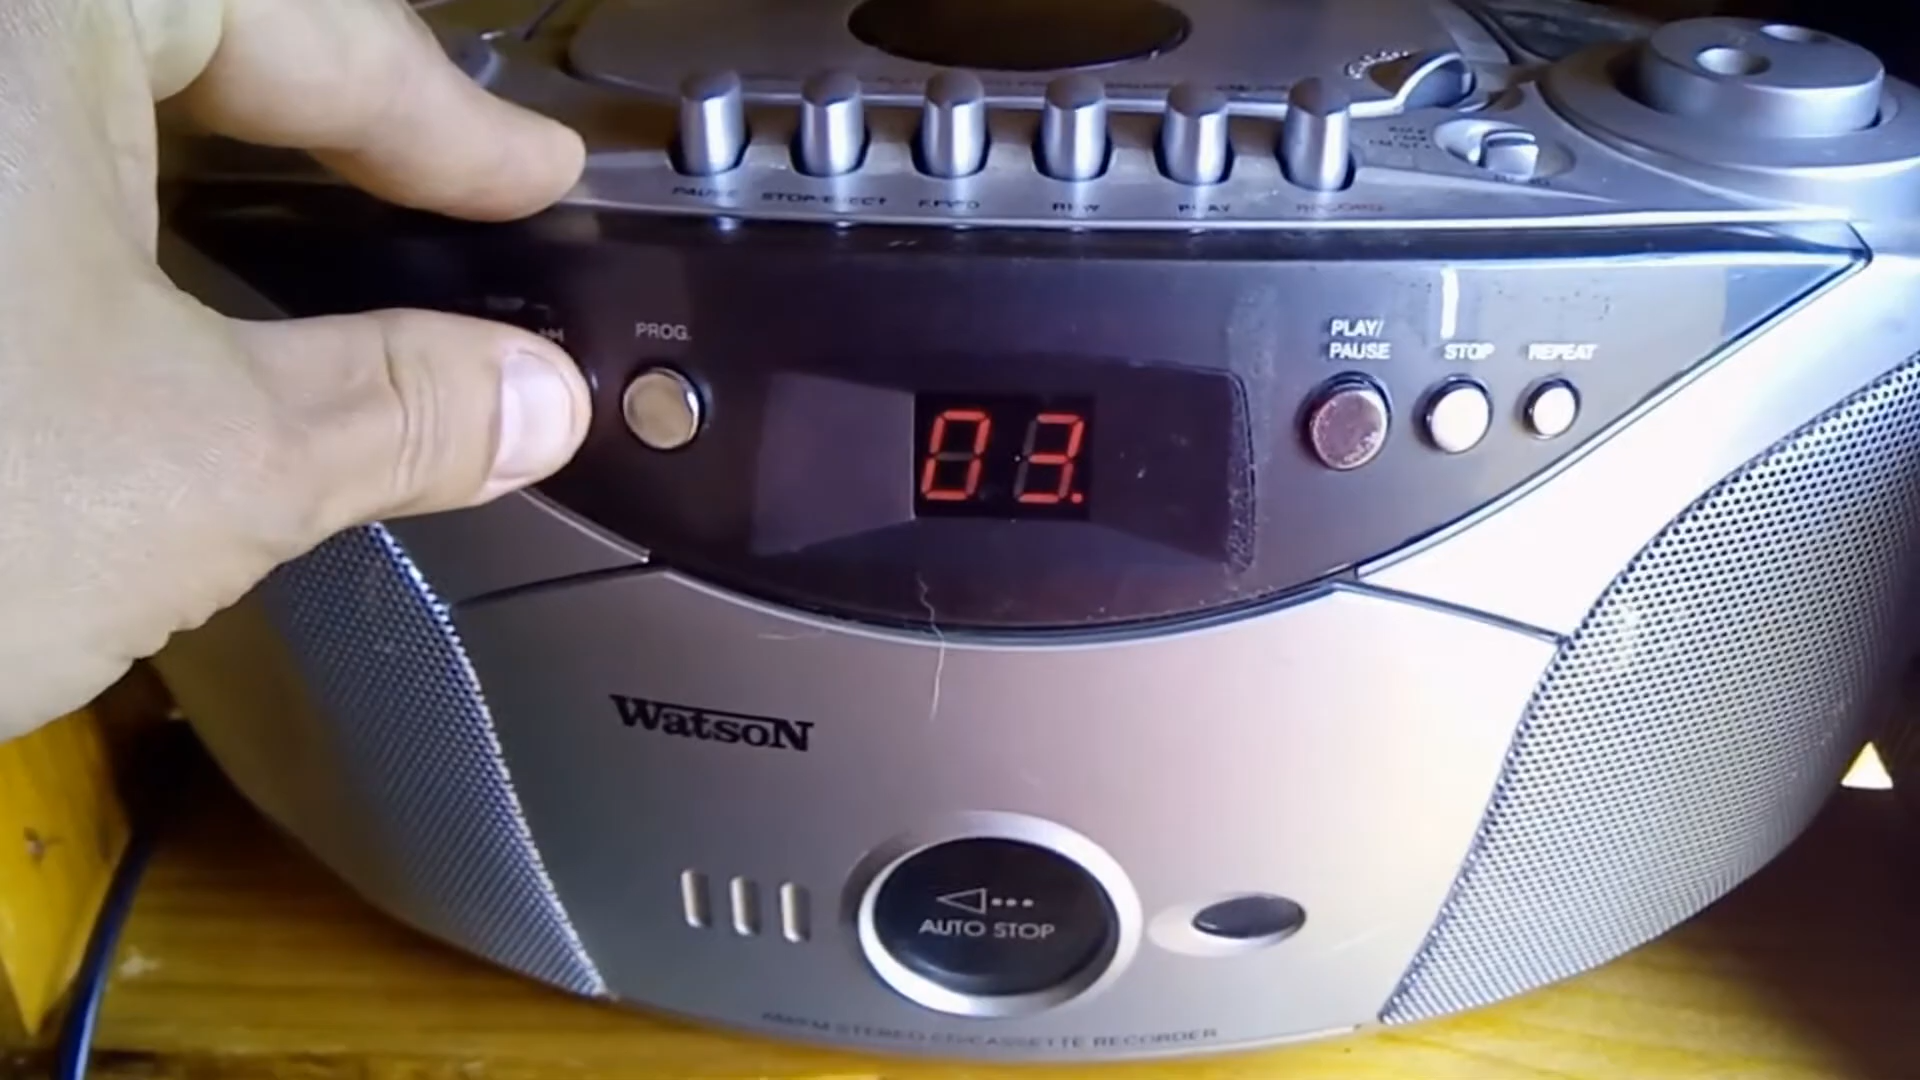 PAUSE STOP/EJECT F.FWD REW PLAY RECORD
PROG.
PLAY/
PAUSE
STOP
REPEAT
03.
WatsoN
AUTO STOP
AM/FM STEREO CD/CASSETTE RECORDER